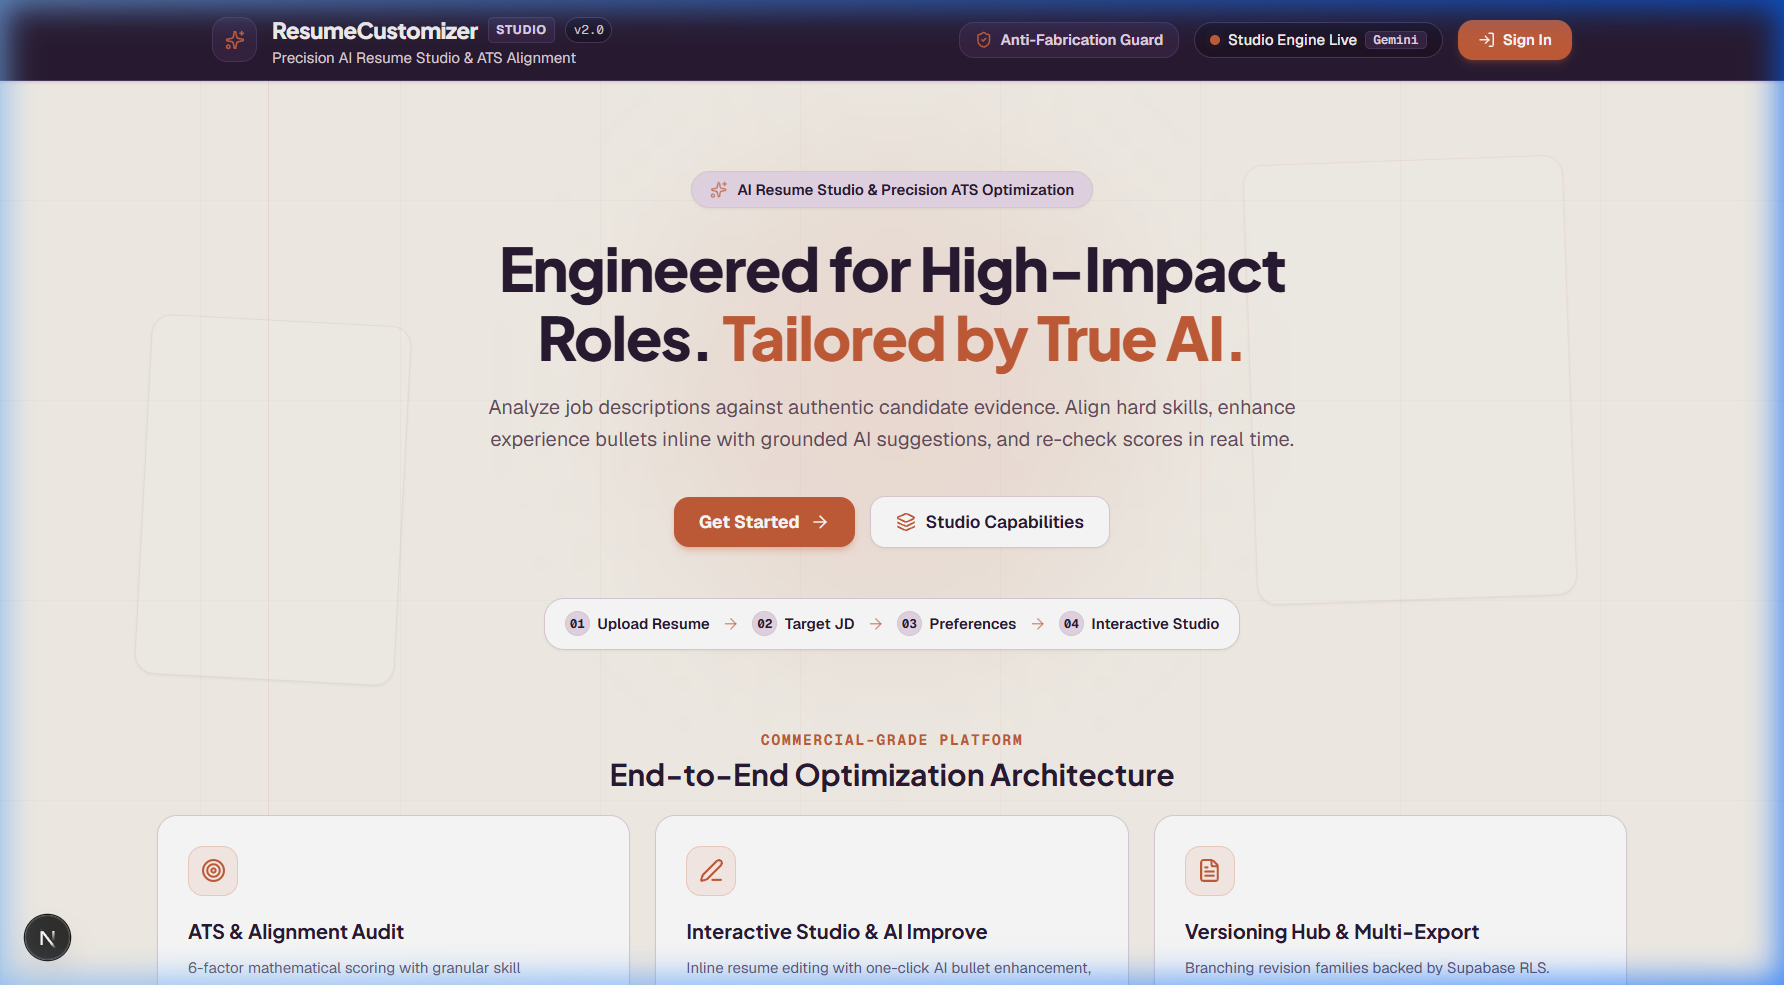 ResumeCustomizer STUDIO v2.0
Precision AI Resume Studio & ATS Alignment
Anti-Fabrication Guard
Studio Engine Live Gemini
Sign In
AI Resume Studio & Precision ATS Optimization
Engineered for High-Impact
Roles. Tailored by True AI.
Analyze job descriptions against authentic candidate evidence. Align hard skills, enhance
experience bullets inline with grounded AI suggestions, and re-check scores in real time.
Get Started
Studio Capabilities
01 Upload Resume
02 Target JD
03 Preferences
04 Interactive Studio
COMMERCIAL-GRADE PLATFORM
End-to-End Optimization Architecture
ATS & Alignment Audit
6-factor mathematical scoring with granular skill
Interactive Studio & AI Improve
Inline resume editing with one-click AI bullet enhancement,
Versioning Hub & Multi-Export
Branching revision families backed by Supabase RLS.
N